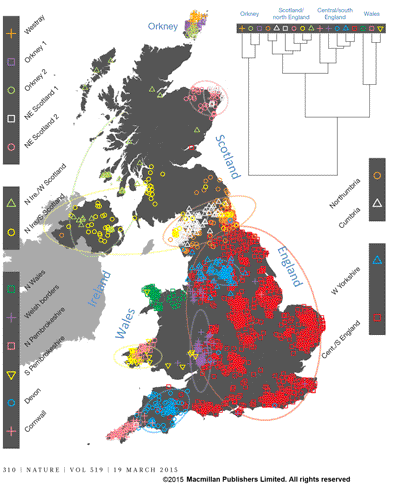 Westray
Orkney 1
Orkney 2
NE Scotland 1
NE Scotland 2
N Ire./W Scotland
N Ire./S Scotland
N Wales
Welsh borders
N Pembrokeshire
S Pembrokeshire
Devon
Cornwall
Orkney
Scotland
England
Ireland
Wales
Orkney
Scotland/
north England
Central/south
England
Wales
Northumbria
Cumbria
W Yorkshire
Cent./S England
310 | NATURE | VOL 519 | 19 MARCH 2015
©2015 Macmillan Publishers Limited. All rights reserved